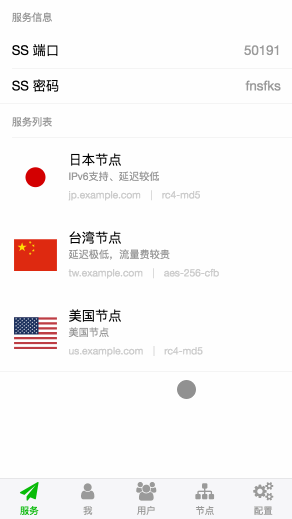 服务信息
SS 端口 50191
SS 密码 fnsfks
服务列表
日本节点
IPv6支持、延迟较低
jp.example.com | rc4-md5
台湾节点
延迟极低，流量费较贵
tw.example.com | aes-256-cfb
美国节点
美国节点
us.example.com | rc4-md5
服务 我 用户 节点 配置